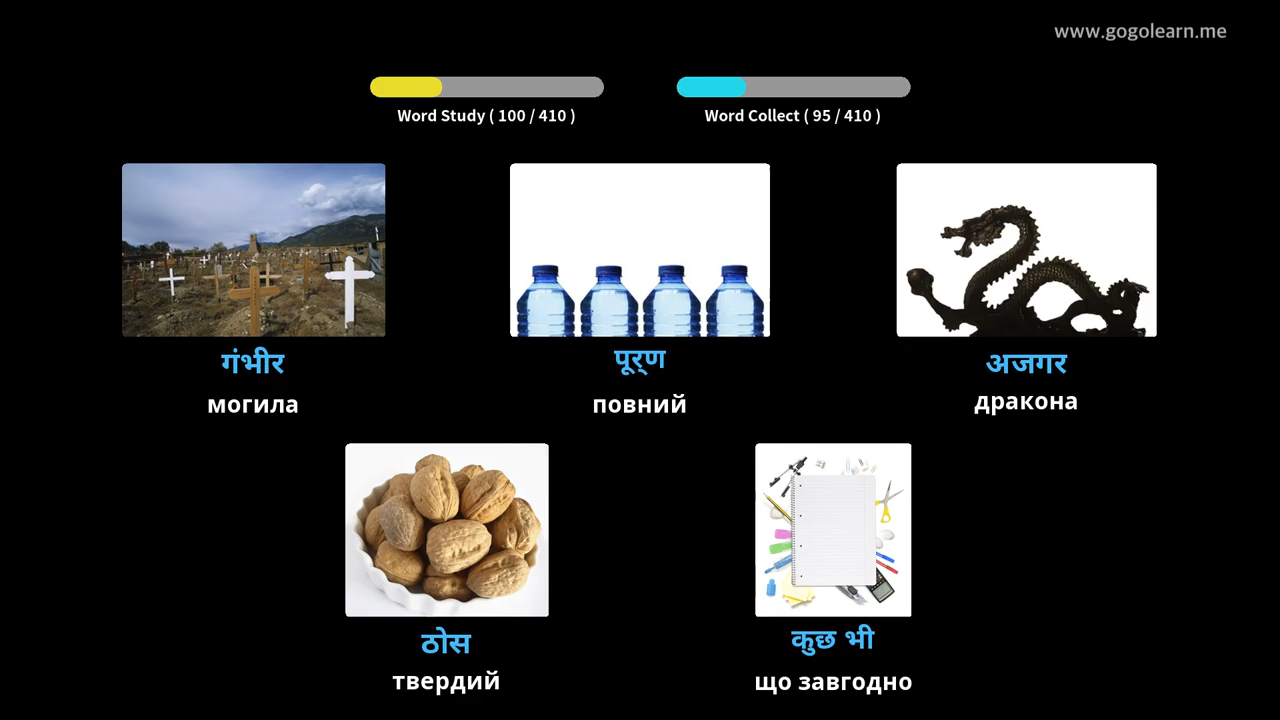 www.gogolearn.me
Word Study ( 100 / 410 )
Word Collect ( 95 / 410 )
गंभीर
могила
पूर्ण
повний
अजगर
дракона
ठोस
твердий
कुछ भी
що завгодно